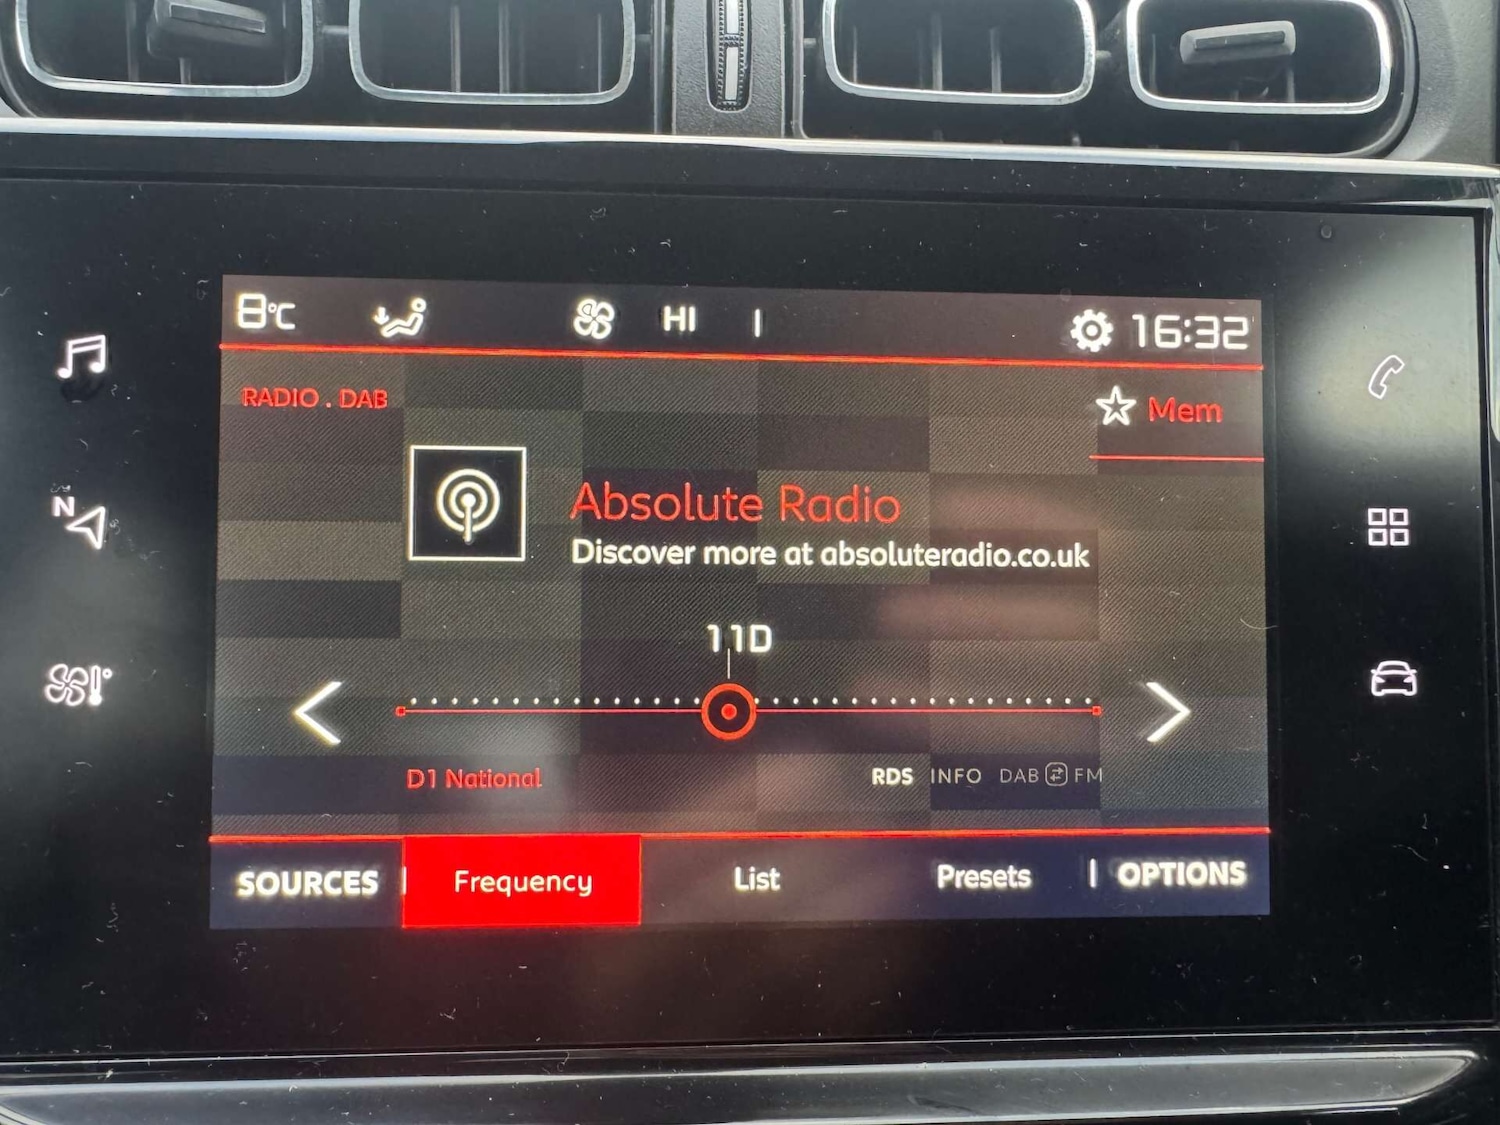 8°C HI 16:32
RADIO . DAB
Mem
Absolute Radio
Discover more at absoluteradio.co.uk
N
11D
D1 National RDS INFO DAB FM
SOURCES Frequency List Presets OPTIONS